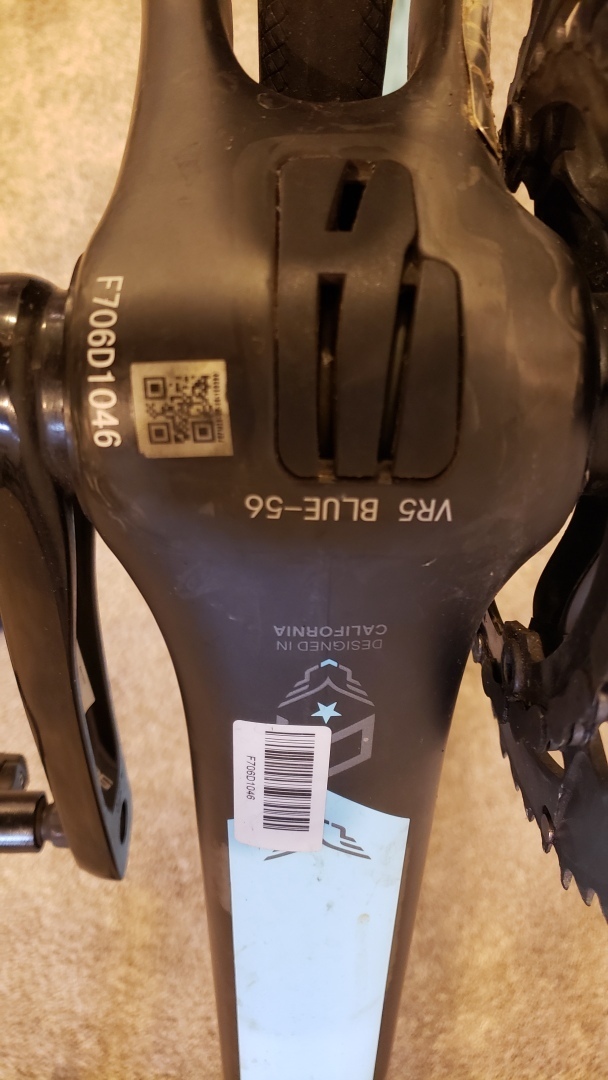 F706D1046
VR5 BLUE-56
DESIGNED IN
CALIFORNIA
F706D1046